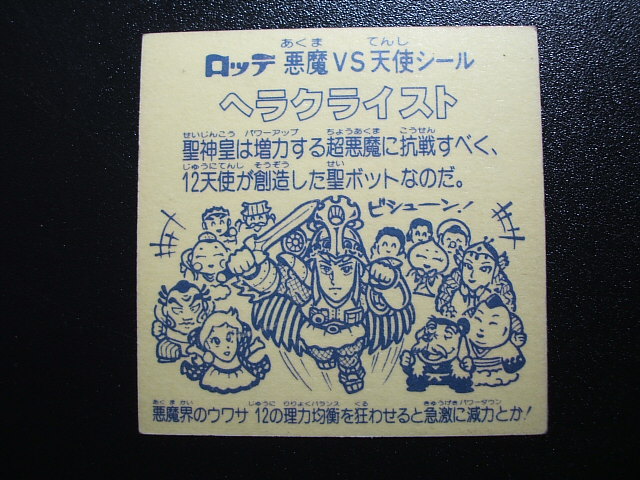 ロッテ 悪魔VS天使シール
ヘラクライスト
聖神皇は増力する超悪魔に抗戦すべく、
12天使が創造した聖ボットなのだ。
ビシューン!
悪魔界のウワサ 12の理力均衡を狂わせると急激に減力とか!